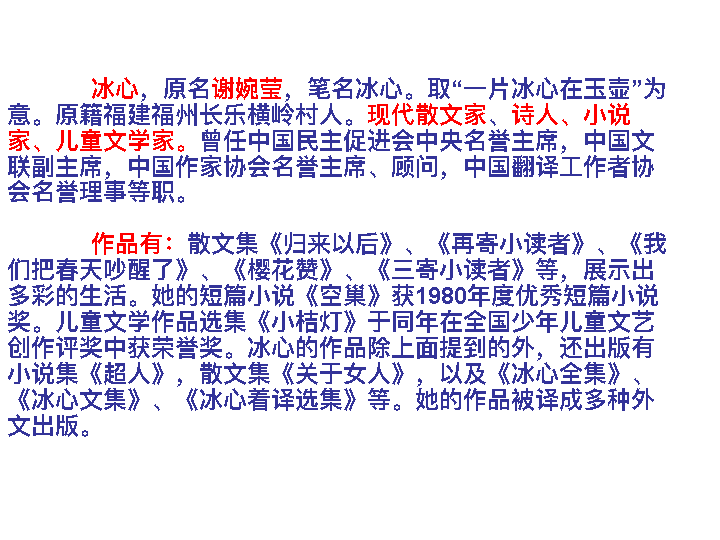 冰心，原名谢婉莹，笔名冰心。取“一片冰心在玉壶”为
意。原籍福建福州长乐横岭村人。现代散文家、诗人、小说
家、儿童文学家。曾任中国民主促进会中央名誉主席，中国文
联副主席，中国作家协会名誉主席、顾问，中国翻译工作者协
会名誉理事等职。
作品有：散文集《归来以后》、《再寄小读者》、《我
们把春天吵醒了》、《樱花赞》、《三寄小读者》等，展示出
多彩的生活。她的短篇小说《空巢》获1980年度优秀短篇小说
奖。儿童文学作品选集《小桔灯》于同年在全国少年儿童文艺
创作评奖中获荣誉奖。冰心的作品除上面提到的外，还出版有
小说集《超人》，散文集《关于女人》，以及《冰心全集》、
《冰心文集》、《冰心着译选集》等。她的作品被译成多种外
文出版。